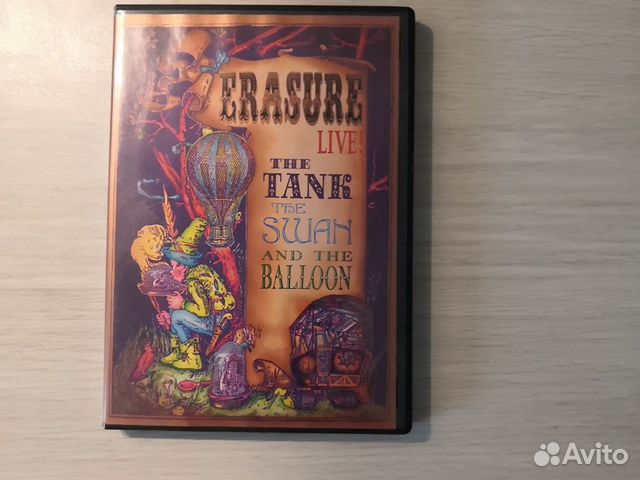 ERASURE
LIVE!
THE
TANK
THE
SWAN
AND THE
BALLOON
Avito